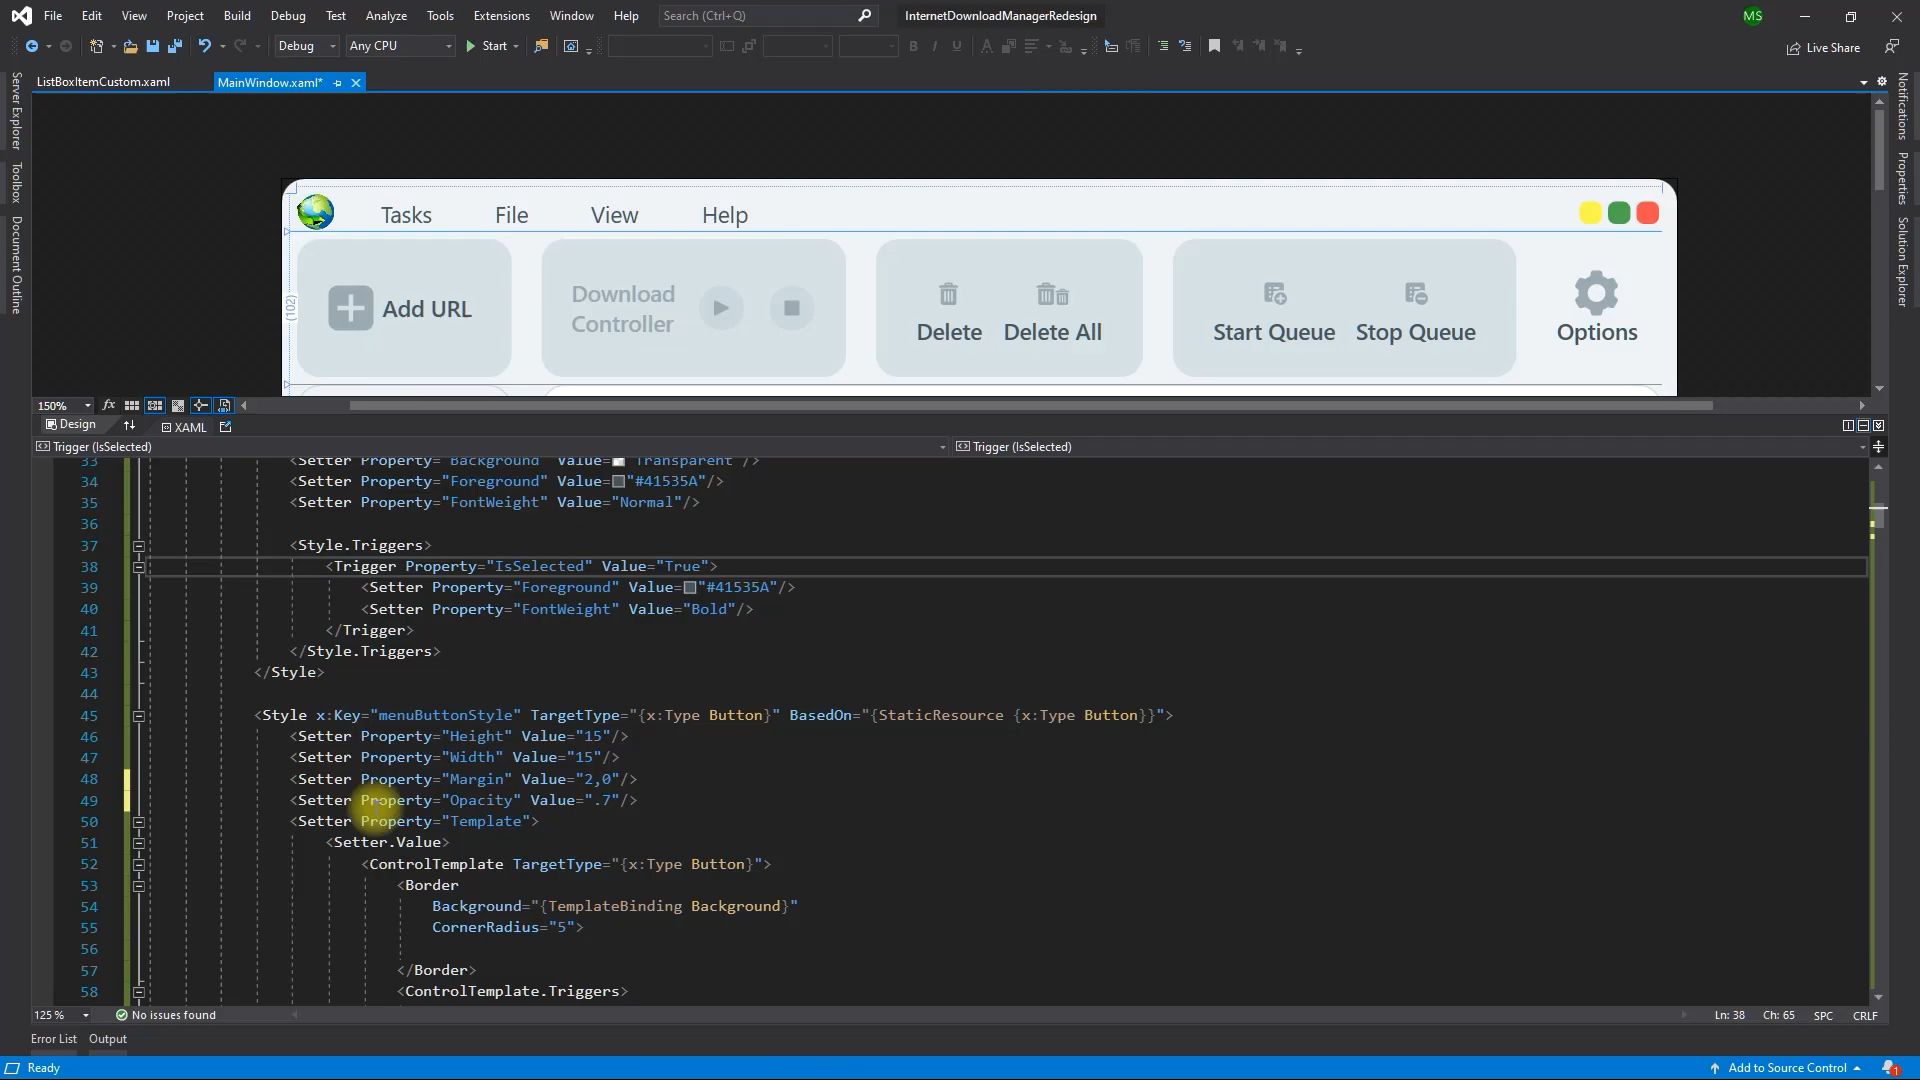 File Edit View Project Build Debug Test Analyze Tools Extensions Window Help Search (Ctrl+Q) InternetDownloadManagerRedesign MS
Debug Any CPU Start Live Share
ListBoxItemCustom.xaml MainWindow.xaml*
Server Explorer
Toolbox
Document Outline
Notifications
Properties
Solution Explorer
Tasks File View Help
(102)
Add URL
Download
Controller
Delete Delete All
Start Queue Stop Queue
Options
150% fx
Design XAML
Trigger (IsSelected) Trigger (IsSelected)
33 <Setter Property="Background" Value="Transparent"/>
34 <Setter Property="Foreground" Value="#41535A"/>
35 <Setter Property="FontWeight" Value="Normal"/>
36
37 <Style.Triggers>
38 <Trigger Property="IsSelected" Value="True">
39 <Setter Property="Foreground" Value="#41535A"/>
40 <Setter Property="FontWeight" Value="Bold"/>
41 </Trigger>
42 </Style.Triggers>
43 </Style>
44
45 <Style x:Key="menuButtonStyle" TargetType="{x:Type Button}" BasedOn="{StaticResource {x:Type Button}}">
46 <Setter Property="Height" Value="15"/>
47 <Setter Property="Width" Value="15"/>
48 <Setter Property="Margin" Value="2,0"/>
49 <Setter Property="Opacity" Value=".7"/>
50 <Setter Property="Template">
51 <Setter.Value>
52 <ControlTemplate TargetType="{x:Type Button}">
53 <Border
54 Background="{TemplateBinding Background}"
55 CornerRadius="5">
56
57 </Border>
58 <ControlTemplate.Triggers>
125 % No issues found Ln: 38 Ch: 65 SPC CRLF
Error List Output
Ready Add to Source Control 1